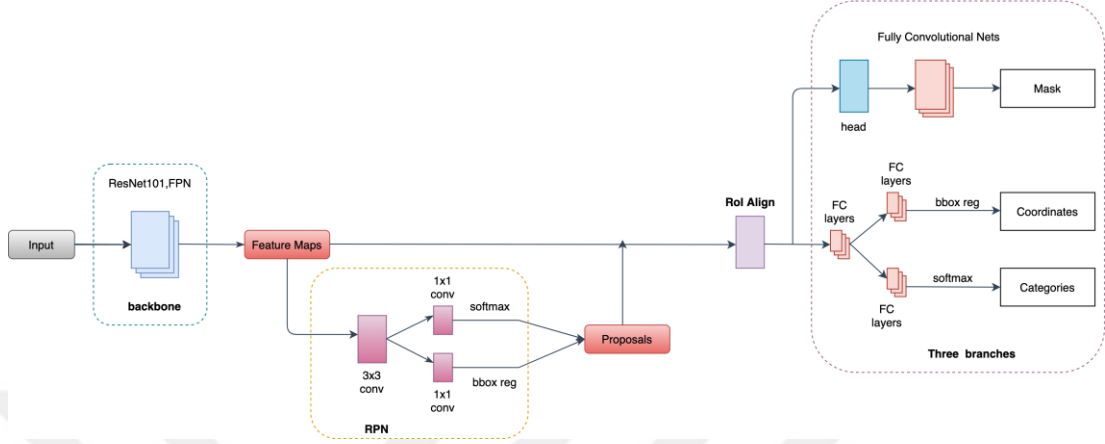 Fully Convolutional Nets
Mask
head
ResNet101,FPN
FC
layers
bbox reg
Coordinates
RoI Align
FC
layers
Input
Feature Maps
backbone
1x1
conv
softmax
softmax
Categories
FC
layers
Proposals
Three branches
3x3
conv
bbox reg
1x1
conv
RPN